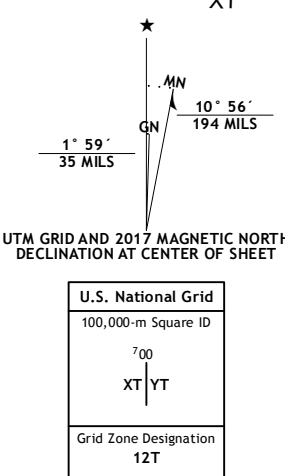 XT
★
MN
GN
10° 56´
194 MILS
1° 59´
35 MILS
UTM GRID AND 2017 MAGNETIC NORTH
DECLINATION AT CENTER OF SHEET
U.S. National Grid
100,000-m Square ID
⁷00
XT YT
Grid Zone Designation
12T